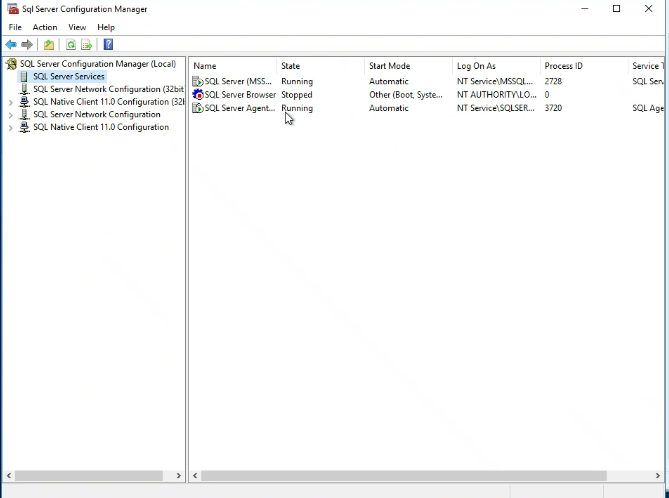 Sql Server Configuration Manager
File Action View Help
SQL Server Configuration Manager (Local)
SQL Server Services
SQL Server Network Configuration (32bit
SQL Native Client 11.0 Configuration (32b
SQL Server Network Configuration
SQL Native Client 11.0 Configuration
Name State Start Mode Log On As Process ID Service T
SQL Server (MSS... Running Automatic NT Service\MSSQL... 2728 SQL Serv
SQL Server Browser Stopped Other (Boot, Syste... NT AUTHORITY\LO... 0
SQL Server Agent... Running Automatic NT Service\SQLSER... 3720 SQL Age